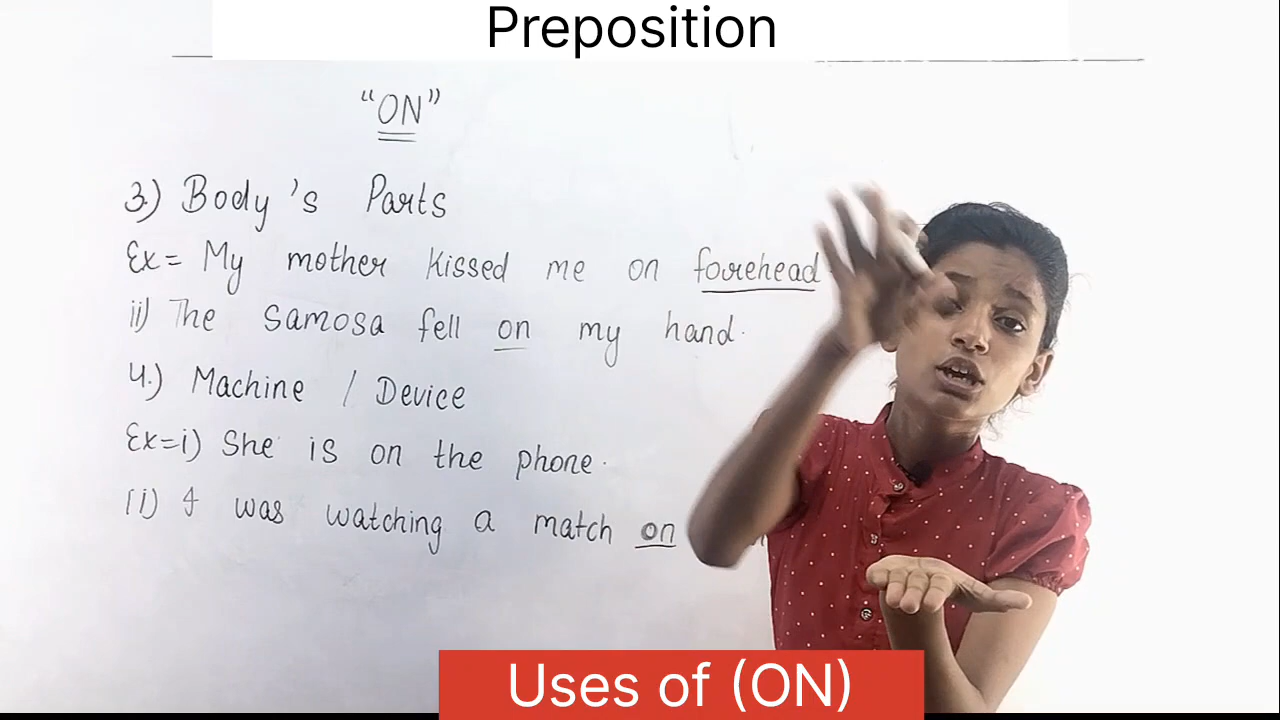 Preposition
“ON”
3.) Body's Parts
Ex= My mother kissed me on forehead
ii) The samosa fell on my hand.
4.) Machine / Device
Ex=i) She is on the phone.
(i) I was watching a match on
Uses of (ON)